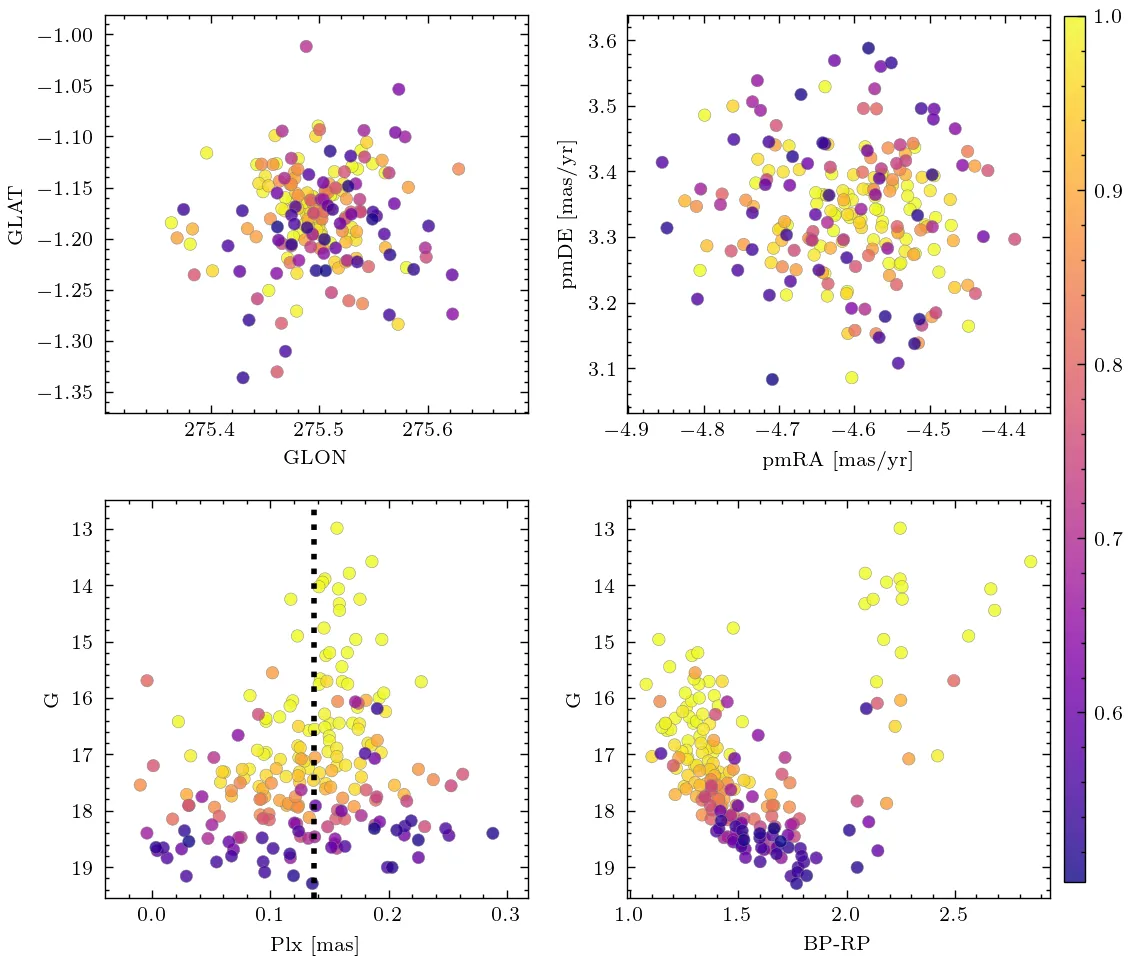 −1.00
−1.05
−1.10
−1.15
−1.20
−1.25
−1.30
−1.35
GLAT
275.4 275.5 275.6
GLON
3.6
3.5
3.4
3.3
3.2
3.1
pmDE [mas/yr]
−4.9 −4.8 −4.7 −4.6 −4.5 −4.4
pmRA [mas/yr]
1.0
0.9
0.8
0.7
0.6
13
14
15
16
17
18
19
G
0.0 0.1 0.2 0.3
Plx [mas]
13
14
15
16
17
18
19
G
1.0 1.5 2.0 2.5
BP-RP